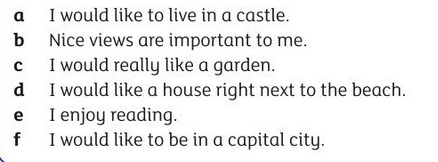 a I would like to live in a castle.
b Nice views are important to me.
c I would really like a garden.
d I would like a house right next to the beach.
e I enjoy reading.
f I would like to be in a capital city.